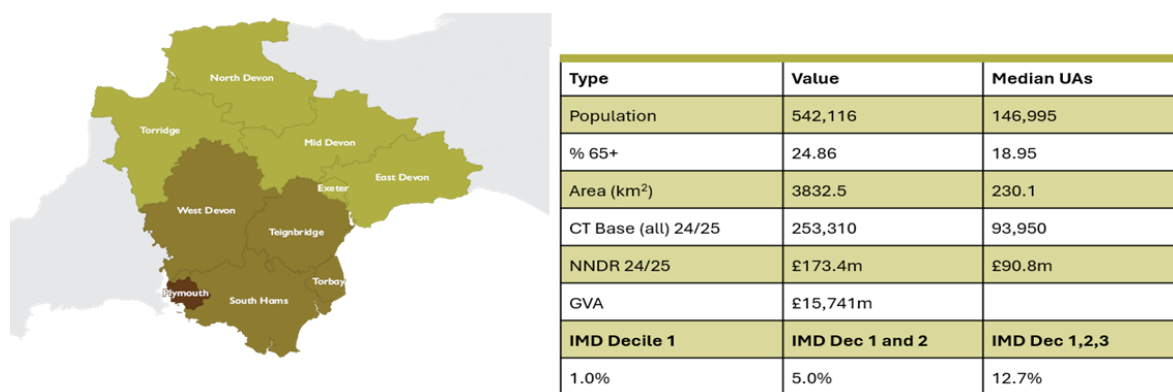 North Devon
Torridge
Mid Devon
East Devon
Exeter
West Devon
Teignbridge
Torbay
Plymouth
South Hams
Type Value Median UAs
Population 542,116 146,995
% 65+ 24.86 18.95
Area (km²) 3832.5 230.1
CT Base (all) 24/25 253,310 93,950
NNDR 24/25 £173.4m £90.8m
GVA £15,741m
IMD Decile 1 IMD Dec 1 and 2 IMD Dec 1,2,3
1.0% 5.0% 12.7%